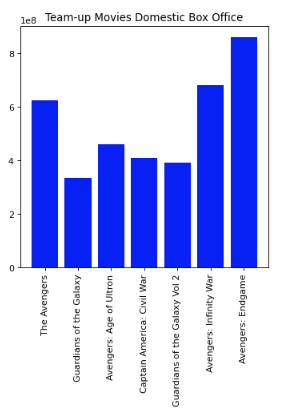 Team-up Movies Domestic Box Office
1e8
8
6
4
2
0
The Avengers
Guardians of the Galaxy
Avengers: Age of Ultron
Captain America: Civil War
Guardians of the Galaxy Vol 2
Avengers: Infinity War
Avengers: Endgame